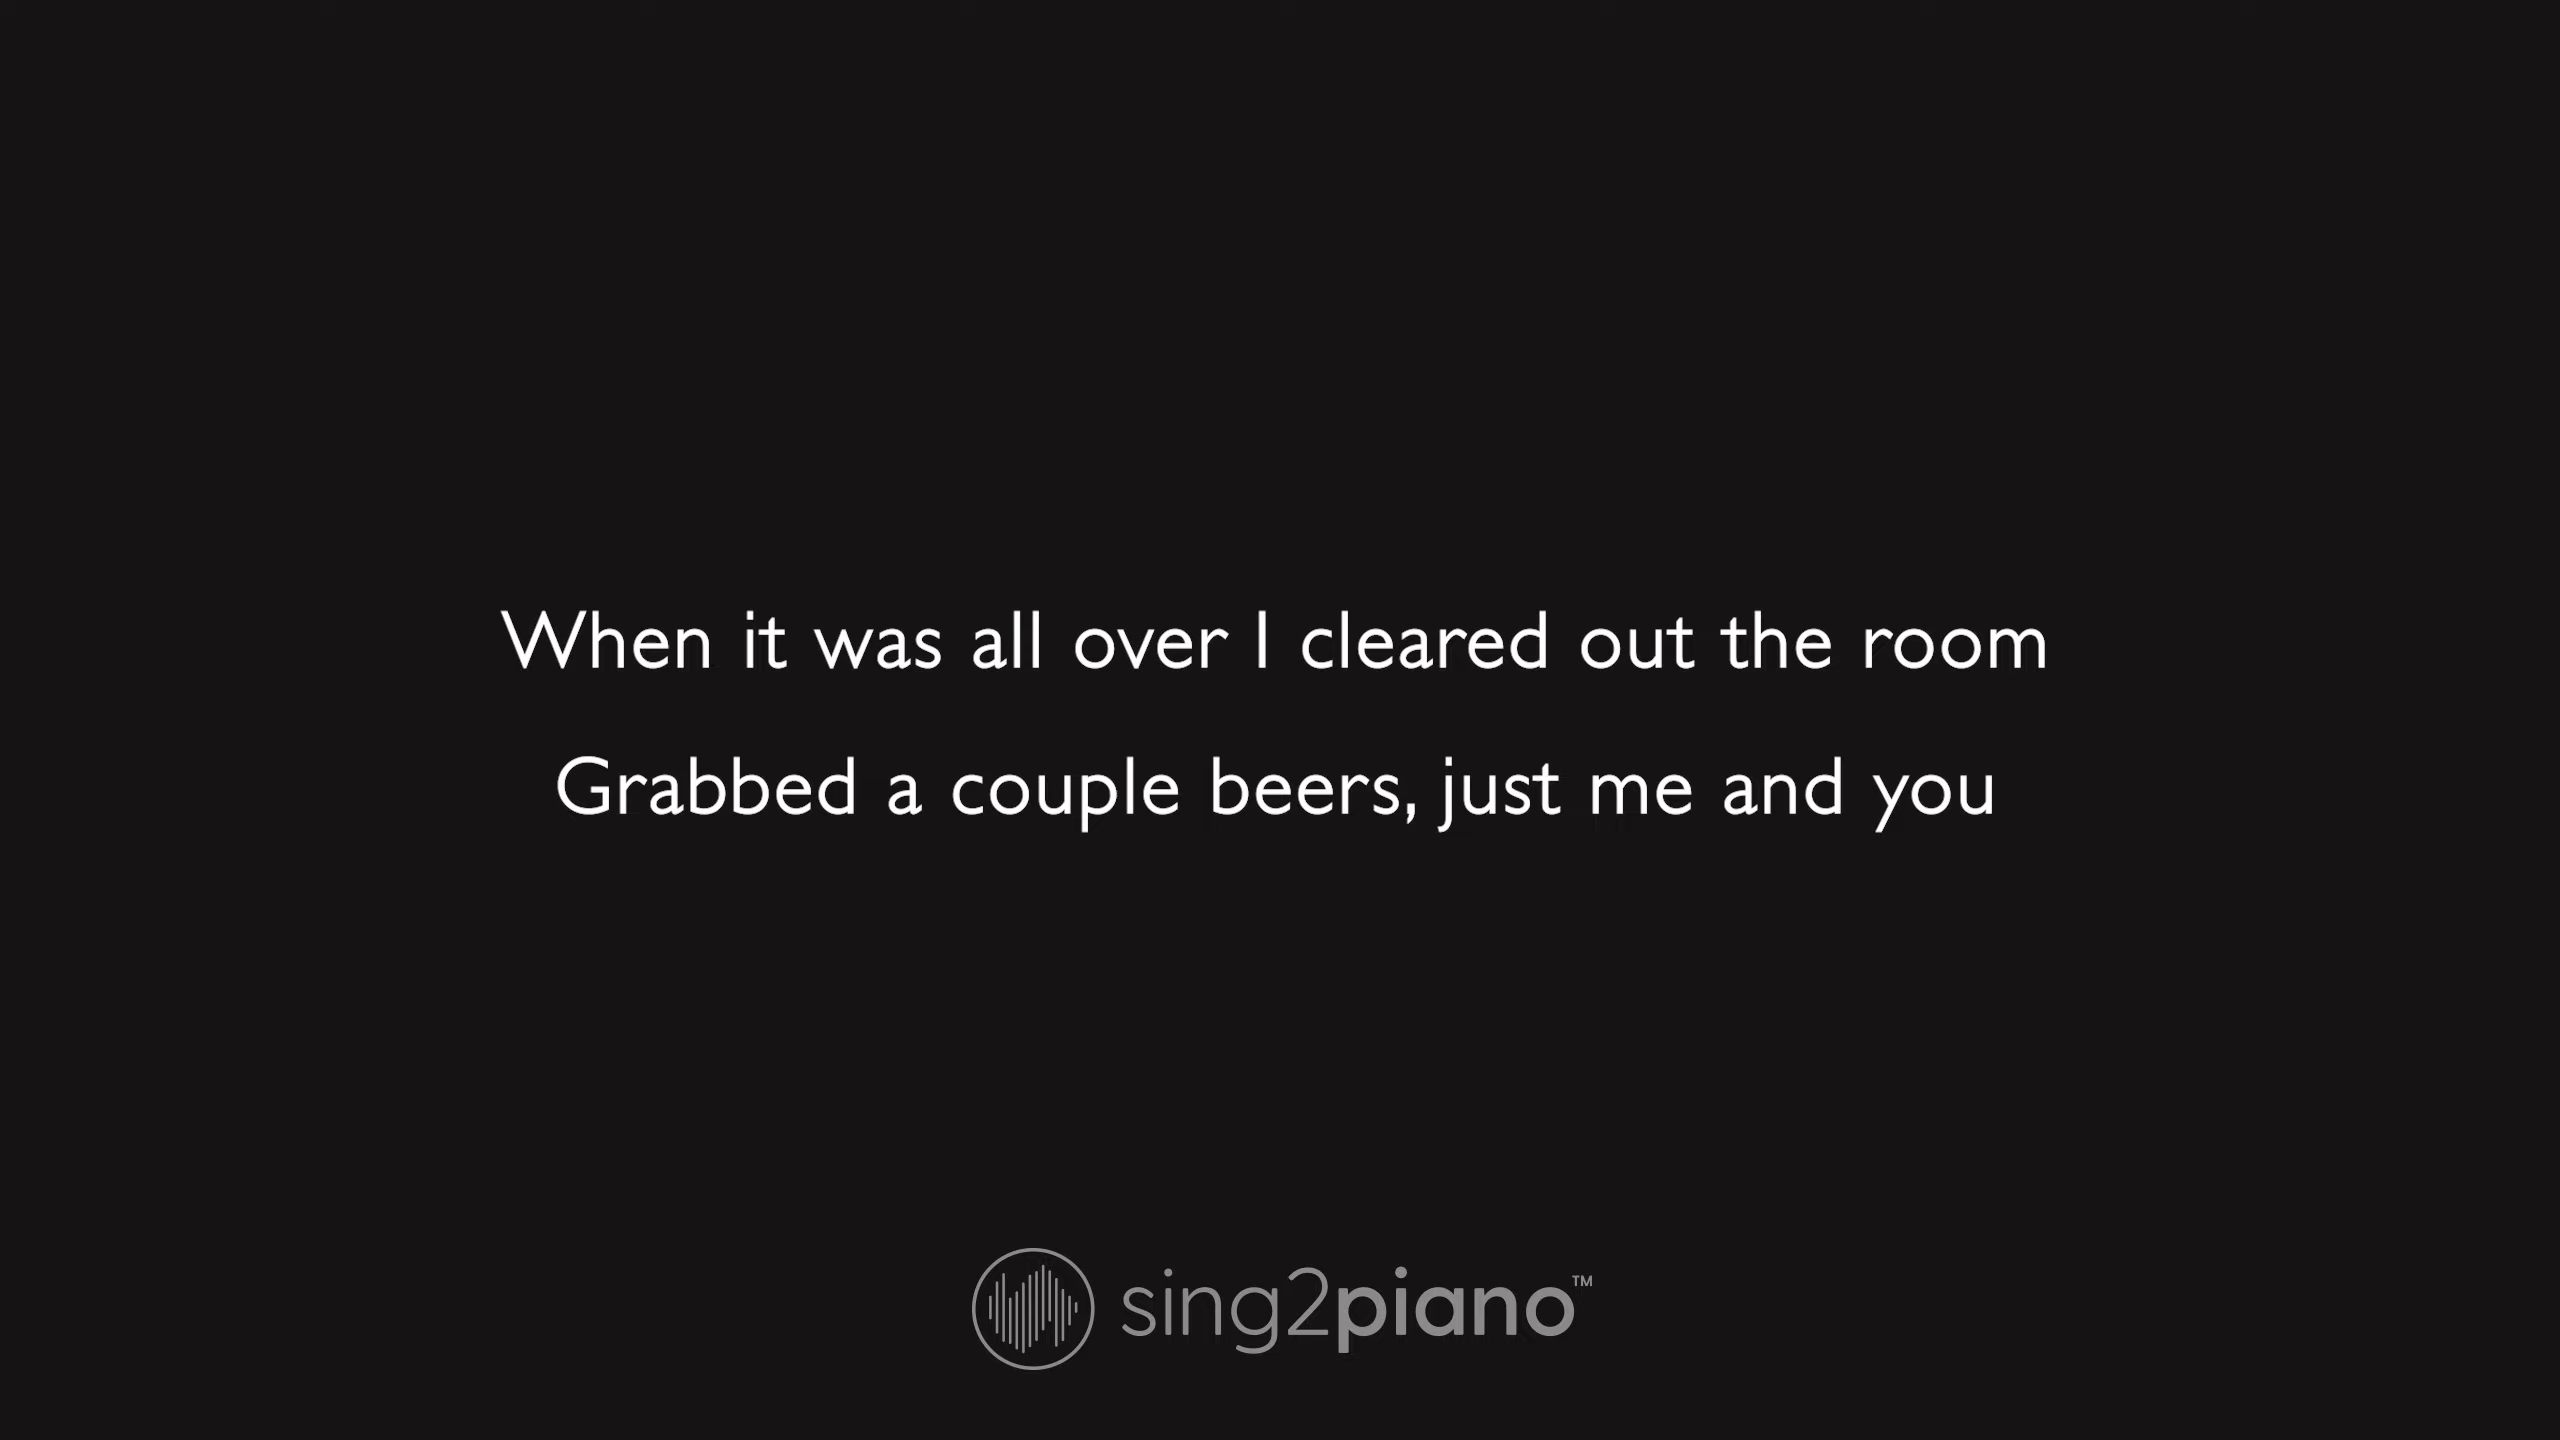 When it was all over I cleared out the room
Grabbed a couple beers, just me and you
sing2piano™